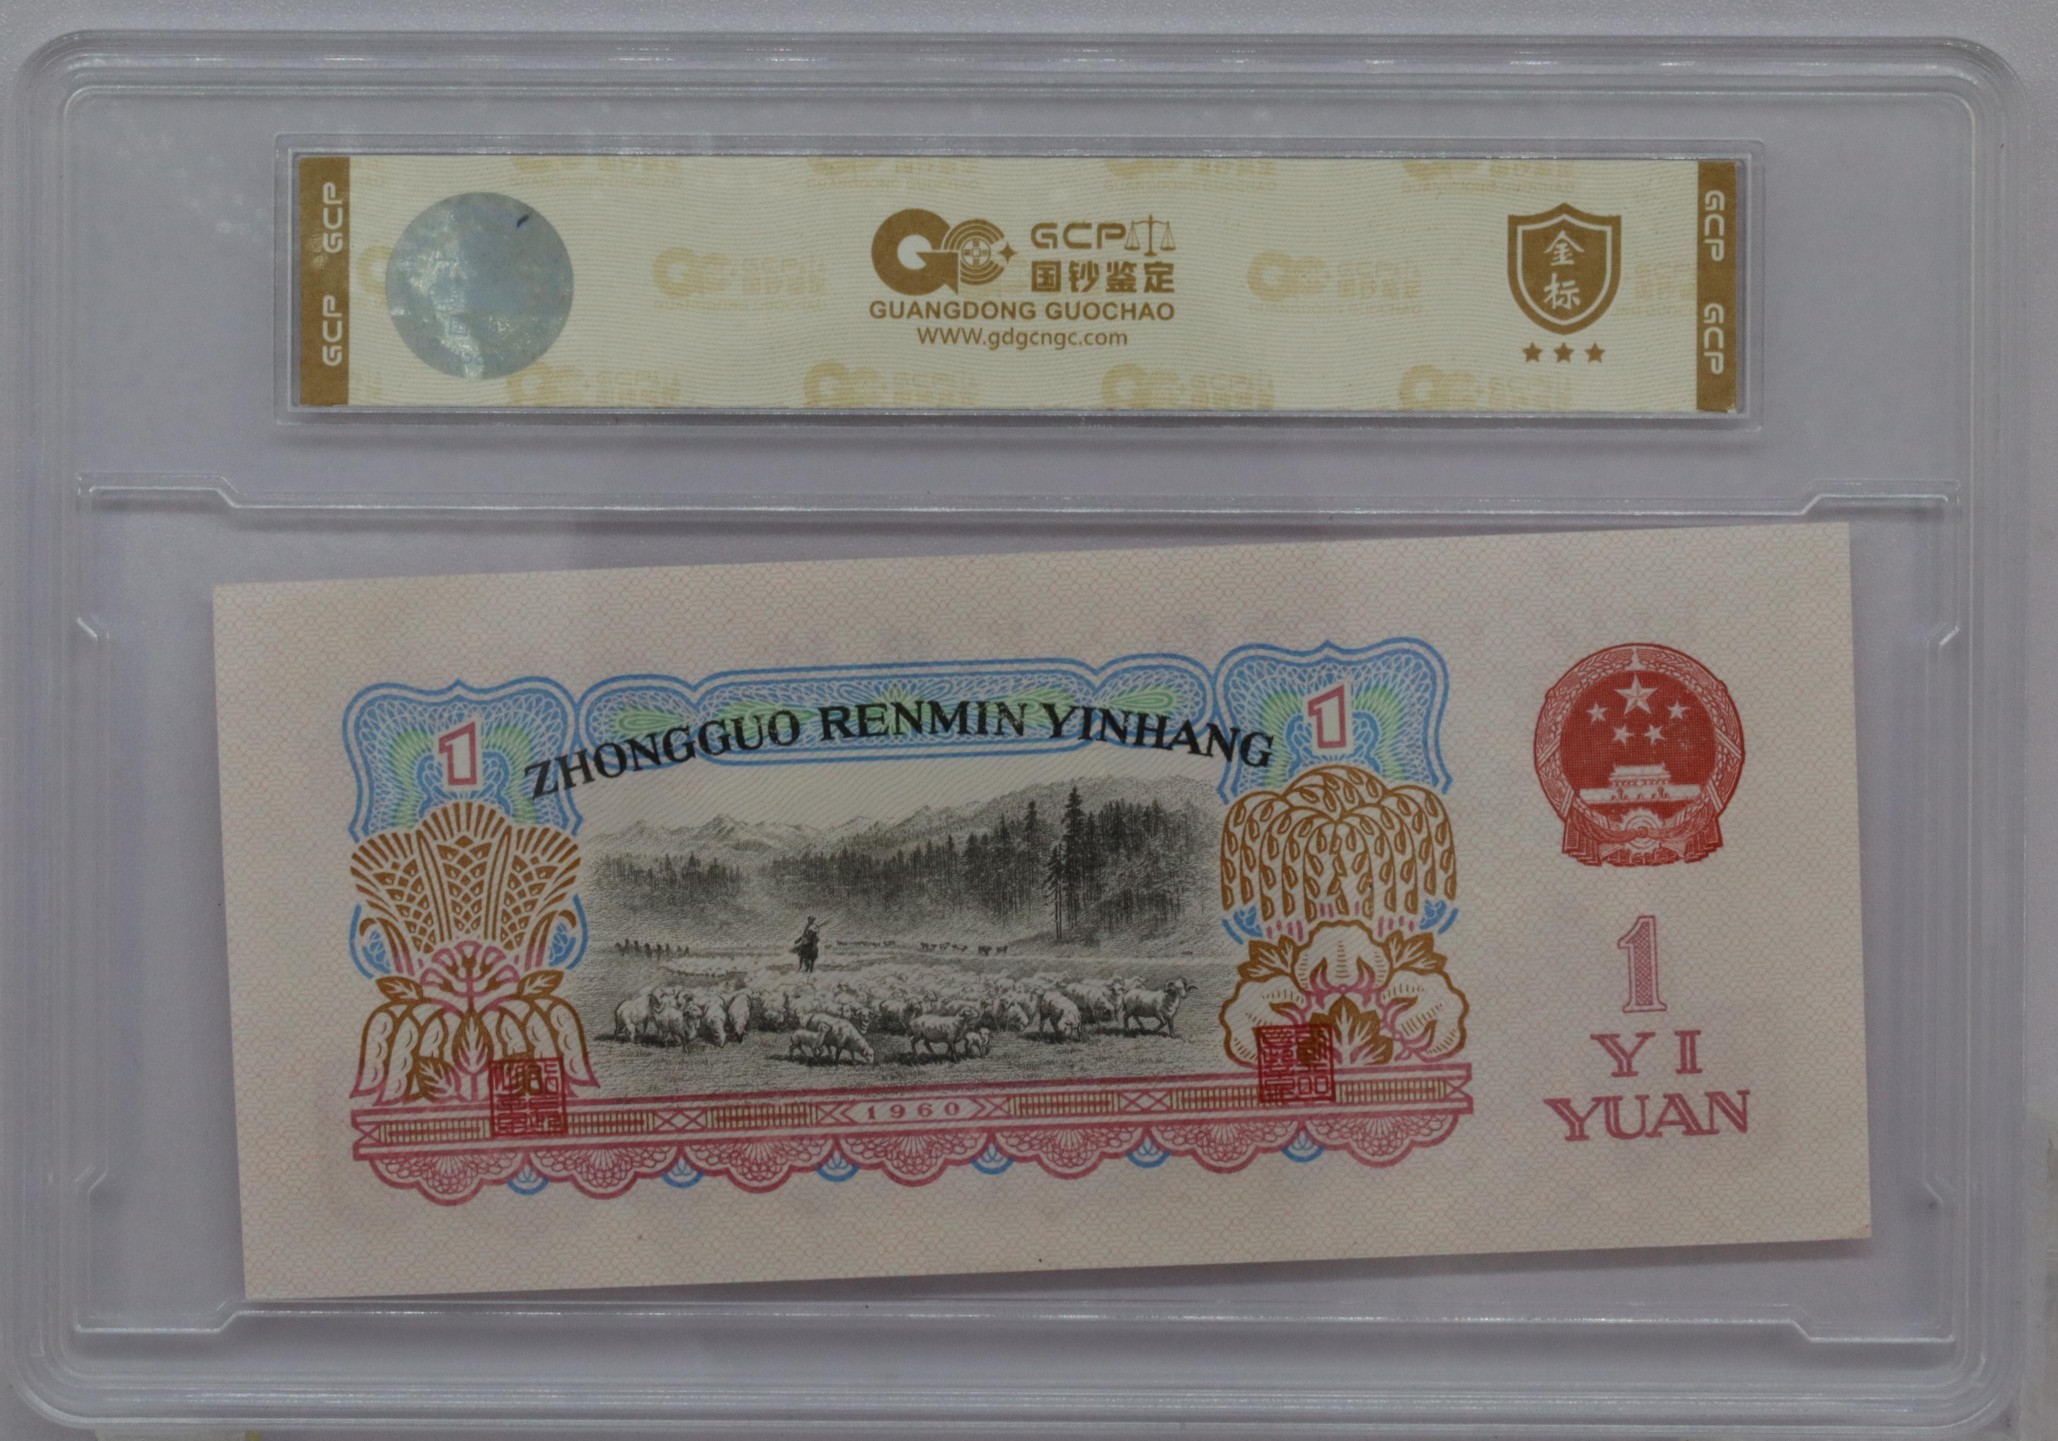 GCP
国钞鉴定
GUANGDONG GUOCHAO
WWW.gdgcngc.com
金标
GCP GCP
GCP GCP
ZHONGGUO RENMIN YINHANG
1
1
1960
1
YI
YUAN